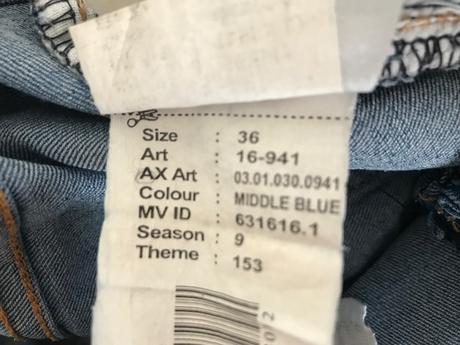 Size : 36
Art : 16-941
AX Art : 03.01.030.0941
Colour : MIDDLE BLUE
MV ID : 631616.1
Season : 9
Theme : 153